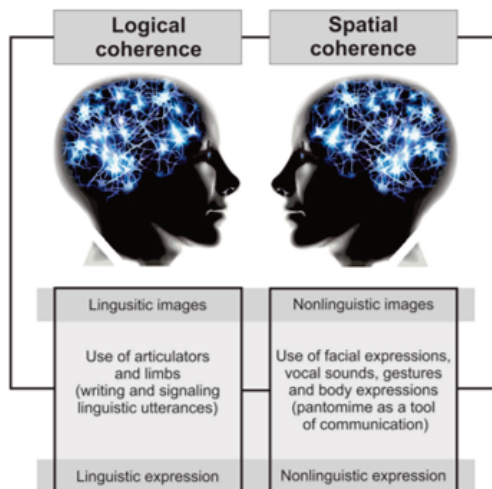 Logical
coherence
Spatial
coherence
Lingusitic images
Nonlinguistic images
Use of articulators
and limbs
(writing and signaling
linguistic utterances)
Use of facial expressions,
vocal sounds, gestures
and body expressions
(pantomime as a tool
of communication)
Linguistic expression
Nonlinguistic expression